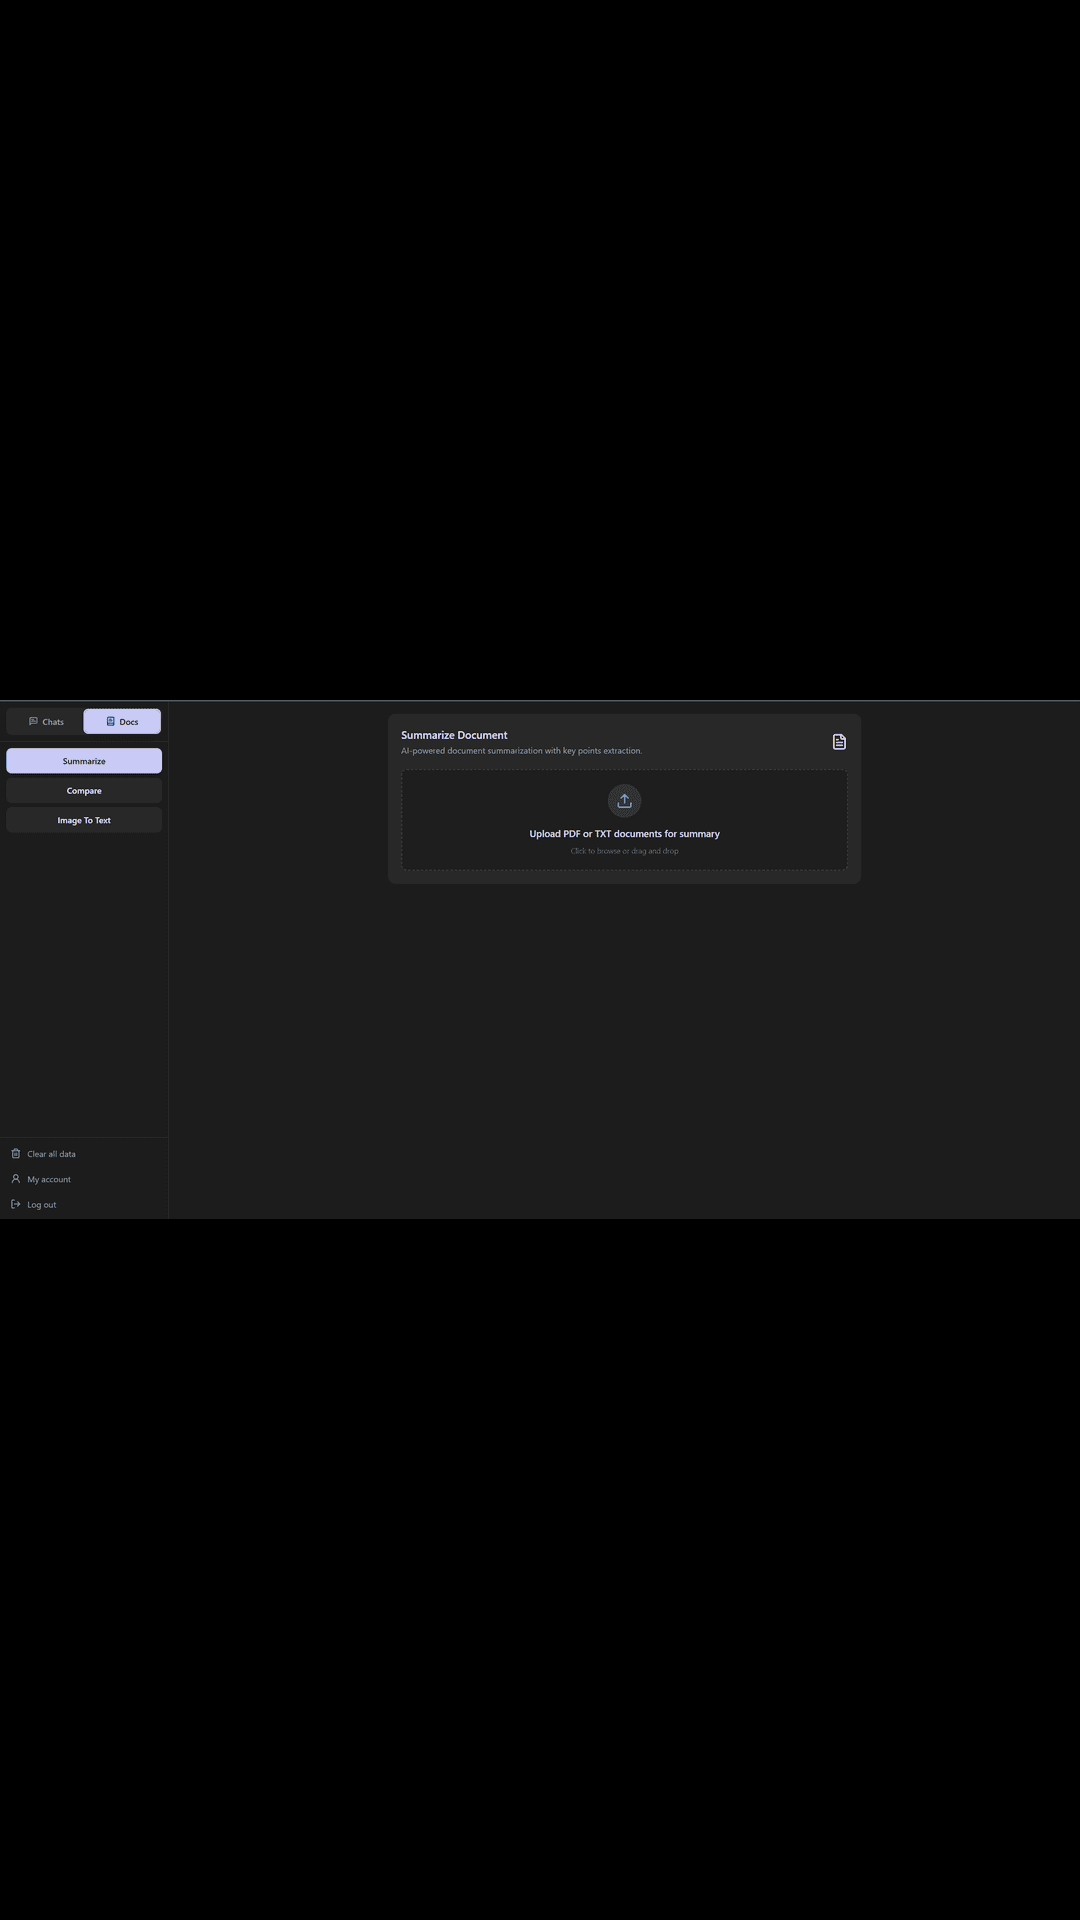 Chats
Docs
Summarize
Compare
Image To Text
Clear all data
My account
Log out
Summarize Document
AI-powered document summarization with key points extraction.
Upload PDF or TXT documents for summary
Click to browse or drag and drop